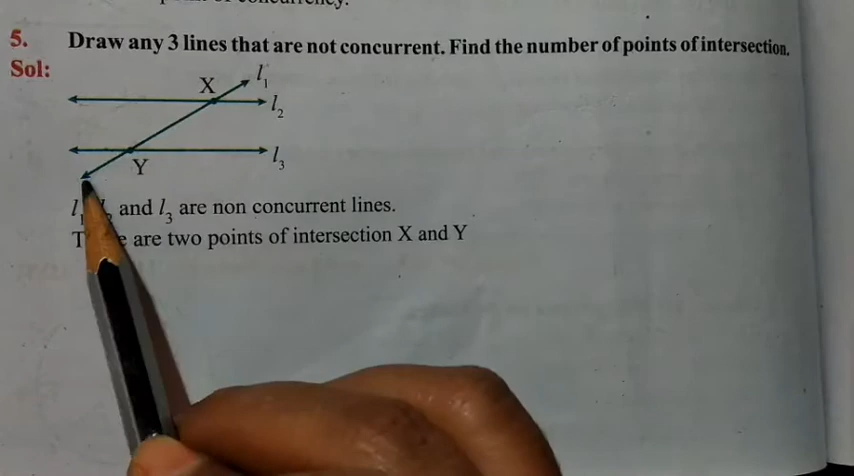 5. Draw any 3 lines that are not concurrent. Find the number of points of intersection.
Sol:
X l₁
l₂
Y l₃
and l₃ are non concurrent lines.
are two points of intersection X and Y